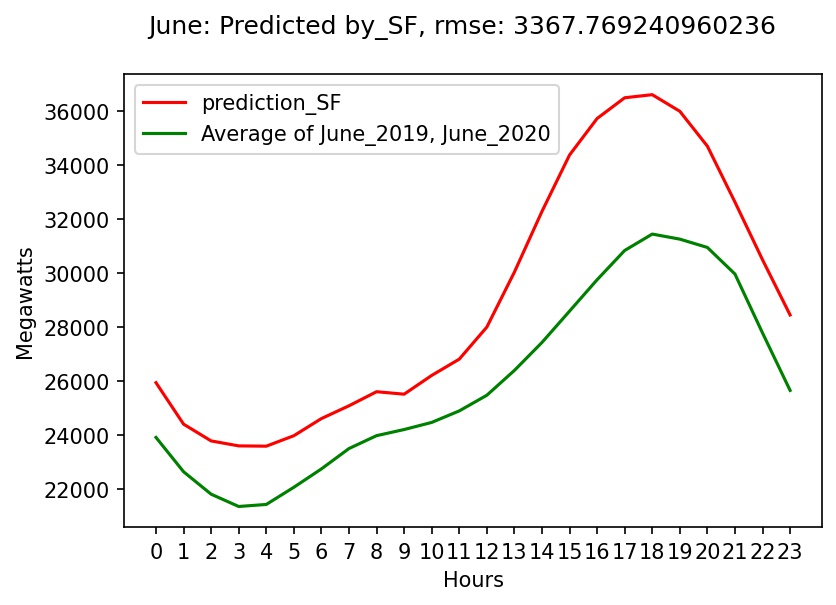 June: Predicted by_SF, rmse: 3367.769240960236
prediction_SF
Average of June_2019, June_2020
Megawatts
36000
34000
32000
30000
28000
26000
24000
22000
0 1 2 3 4 5 6 7 8 9 10 11 12 13 14 15 16 17 18 19 20 21 22 23
Hours